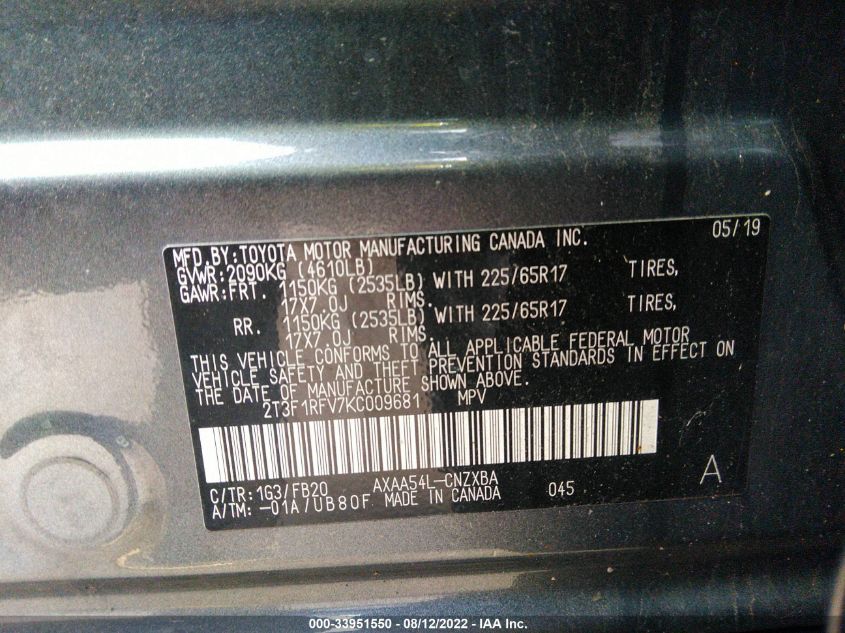 05/19
MFD.BY:TOYOTA MOTOR MANUFACTURING CANADA INC.
GVWR:2090KG (4610LB)
GAWR:FRT. 1150KG (2535LB) WITH 225/65R17 TIRES,
17X7.0J RIMS.
RR. 1150KG (2535LB) WITH 225/65R17 TIRES,
17X7.0J RIMS.
THIS VEHICLE CONFORMS TO ALL APPLICABLE FEDERAL MOTOR
VEHICLE SAFETY AND THEFT PREVENTION STANDARDS IN EFFECT ON
THE DATE OF MANUFACTURE SHOWN ABOVE.
2T3F1RFV7KC009681 MPV
A
C/TR:1G3/FB20 AXAA54L-CNZXBA 045
A/TM:-01A/UB80F MADE IN CANADA
000-33951550 - 08/12/2022 - IAA Inc.